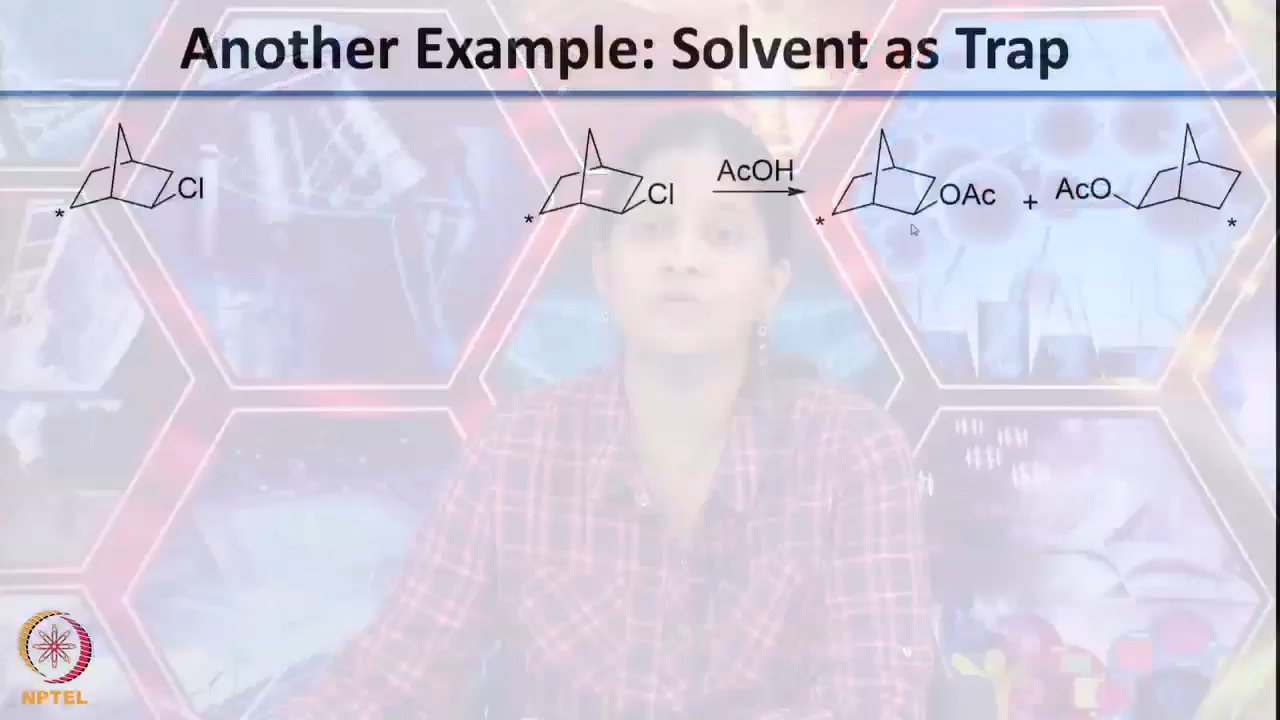 Another Example: Solvent as Trap
* Cl
* Cl AcOH * OAc + AcO *
NPTEL